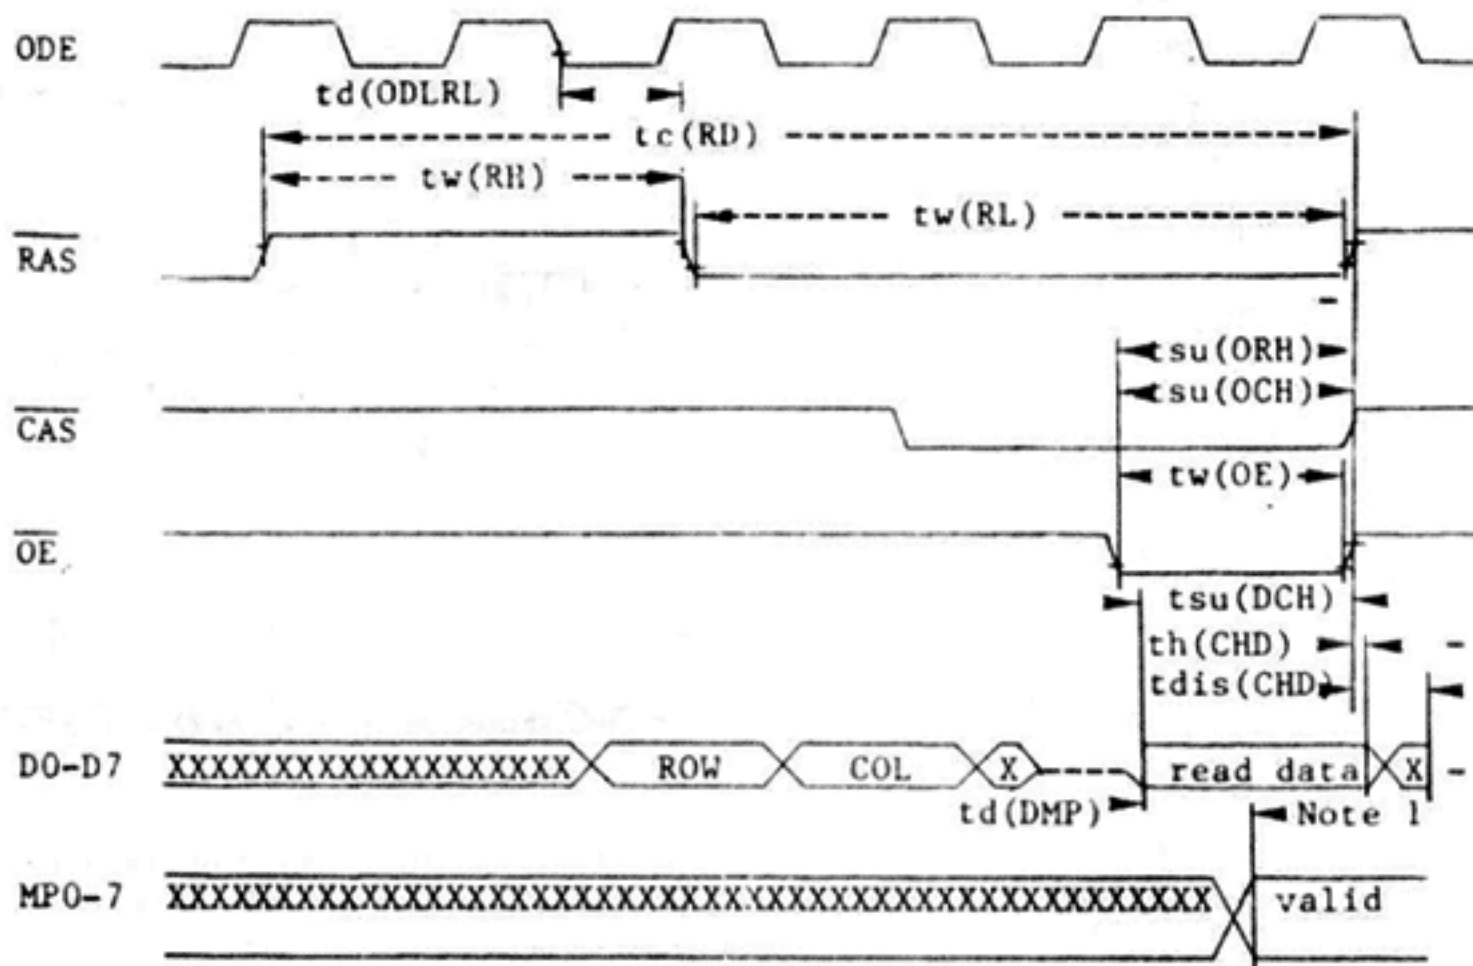 ODE
td(ODLRL)
tc(RD)
tw(RH)
tw(RL)
RAS
tsu(ORH)
tsu(OCH)
CAS
tw(OE)
OE
tsu(DCH)
th(CHD)
tdis(CHD)
D0-D7 XXXXXXXXXXXXXXXXXXX ROW COL X read data X
td(DMP) Note 1
MP0-7 valid